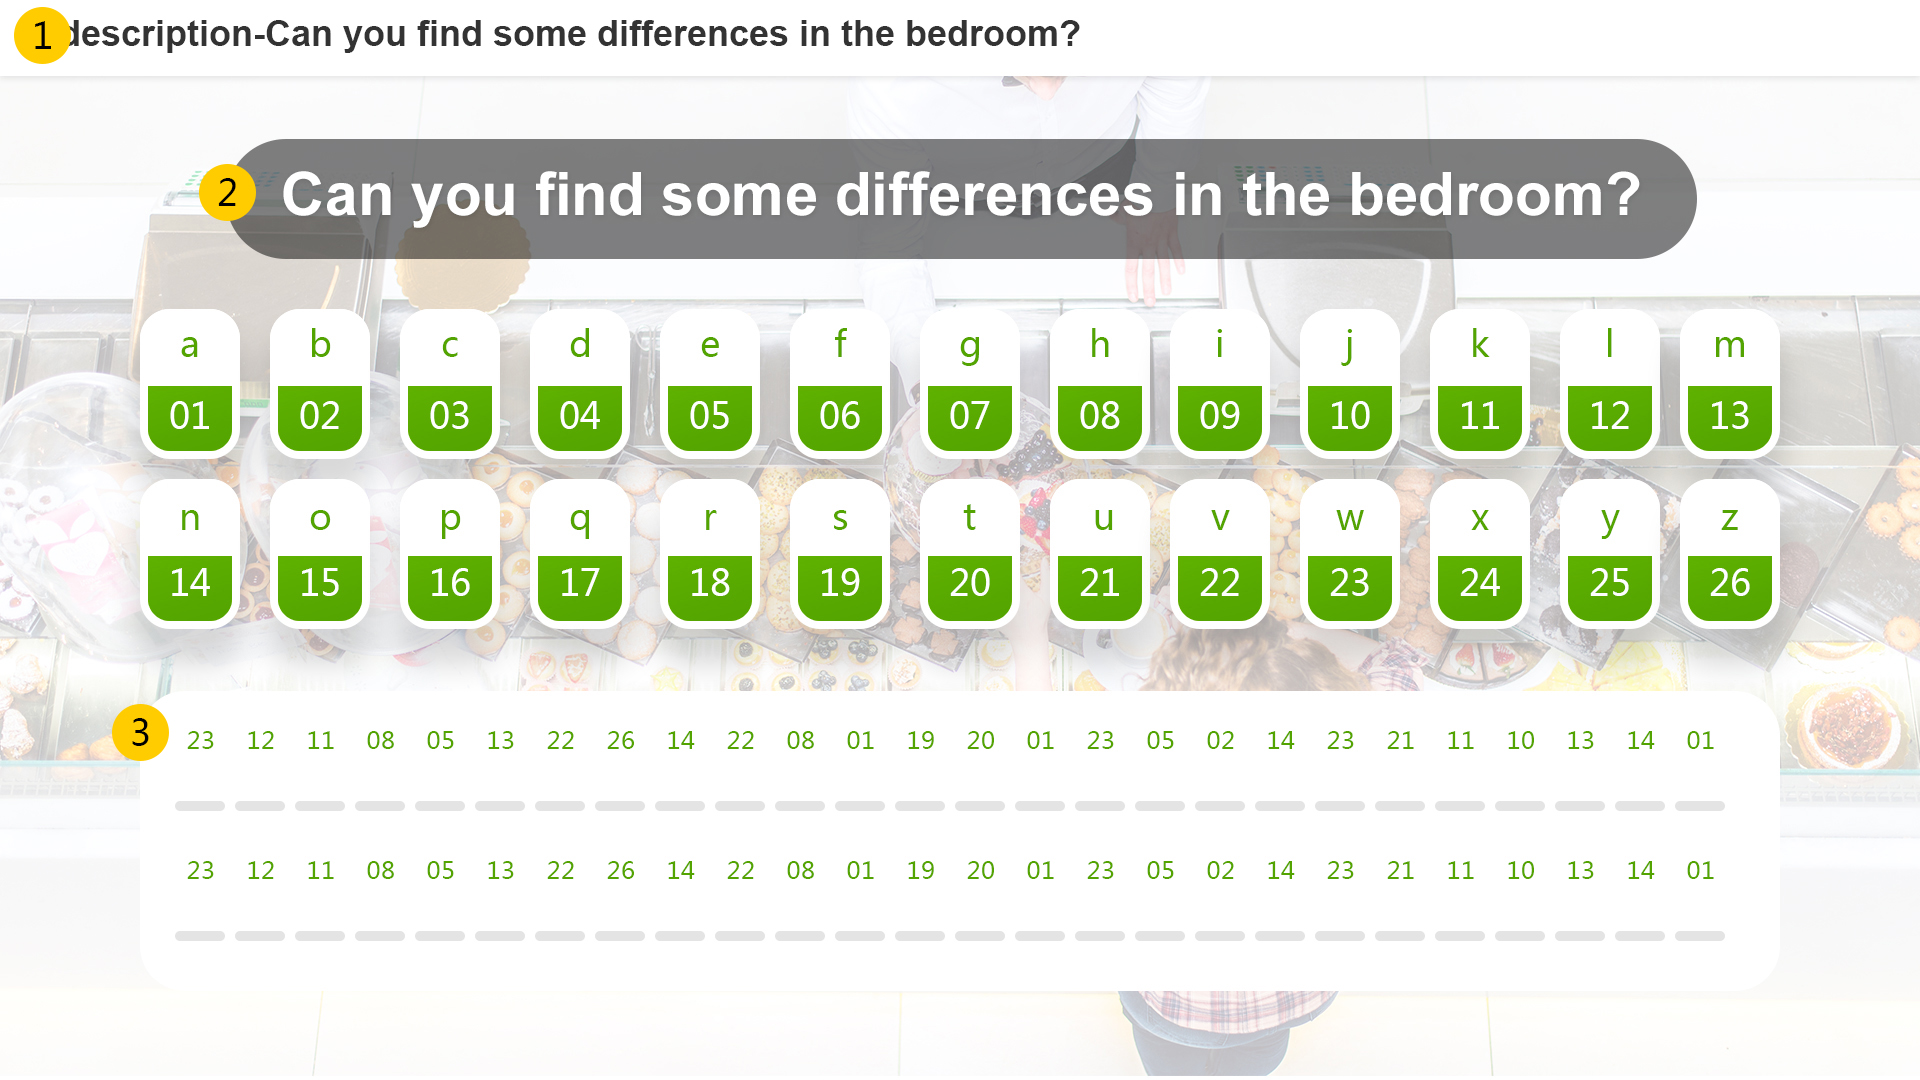 1 description-Can you find some differences in the bedroom?
2 Can you find some differences in the bedroom?
a b c d e f g h i j k l m
01 02 03 04 05 06 07 08 09 10 11 12 13
n o p q r s t u v w x y z
14 15 16 17 18 19 20 21 22 23 24 25 26
3 23 12 11 08 05 13 22 26 14 22 08 01 19 20 01 23 05 02 14 23 21 11 10 13 14 01
23 12 11 08 05 13 22 26 14 22 08 01 19 20 01 23 05 02 14 23 21 11 10 13 14 01